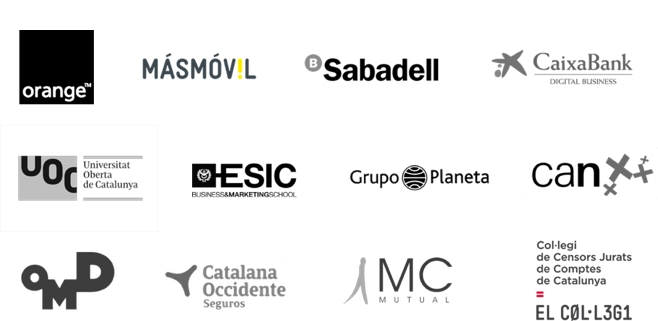 orange™
MÁSMÓV!L
B Sabadell
CaixaBank
DIGITAL BUSINESS
UOC
Universitat
Oberta
de Catalunya
ESIC
BUSINESS&MARKETINGSCHOOL
Grupo Planeta
can
OMD
Catalana
Occidente
Seguros
MC
MUTUAL
Col·legi
de Censors Jurats
de Comptes
de Catalunya
=
EL CØL·L3G1